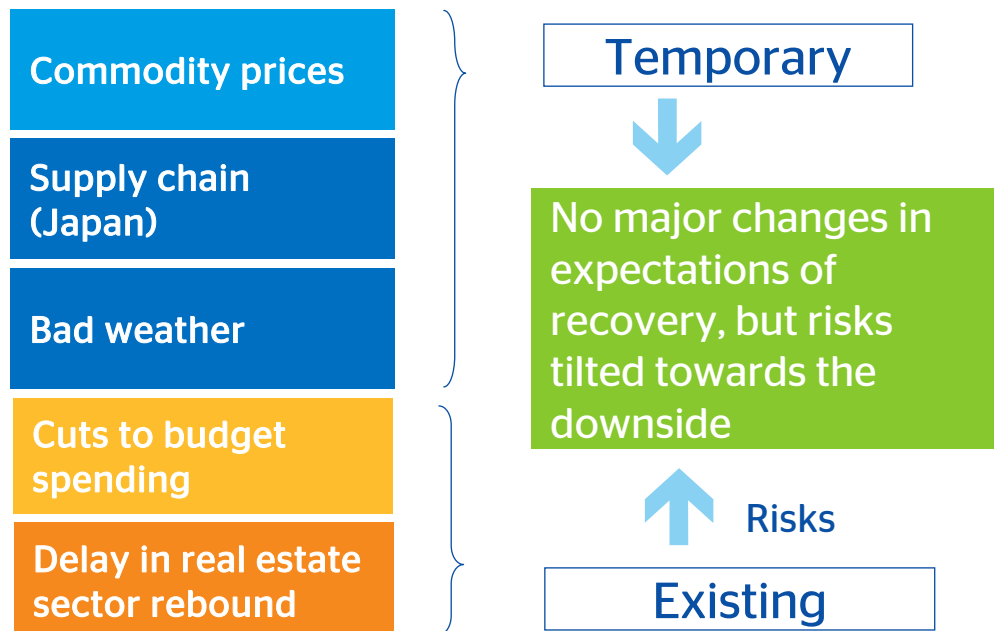 Commodity prices
Supply chain
(Japan)
Bad weather
Cuts to budget
spending
Delay in real estate
sector rebound
Temporary
No major changes in
expectations of
recovery, but risks
tilted towards the
downside
Risks
Existing